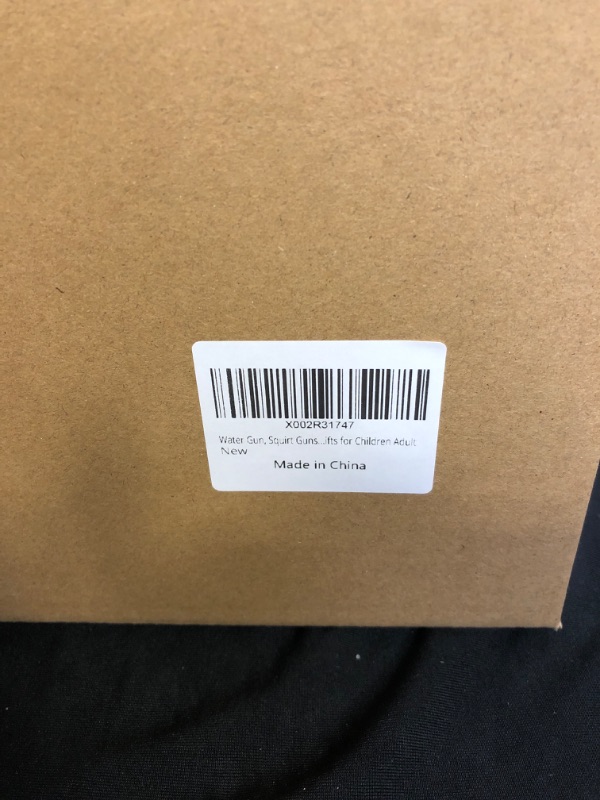 X002R31747
Water Gun, Squirt Guns...ifts for Children Adult
New
Made in China